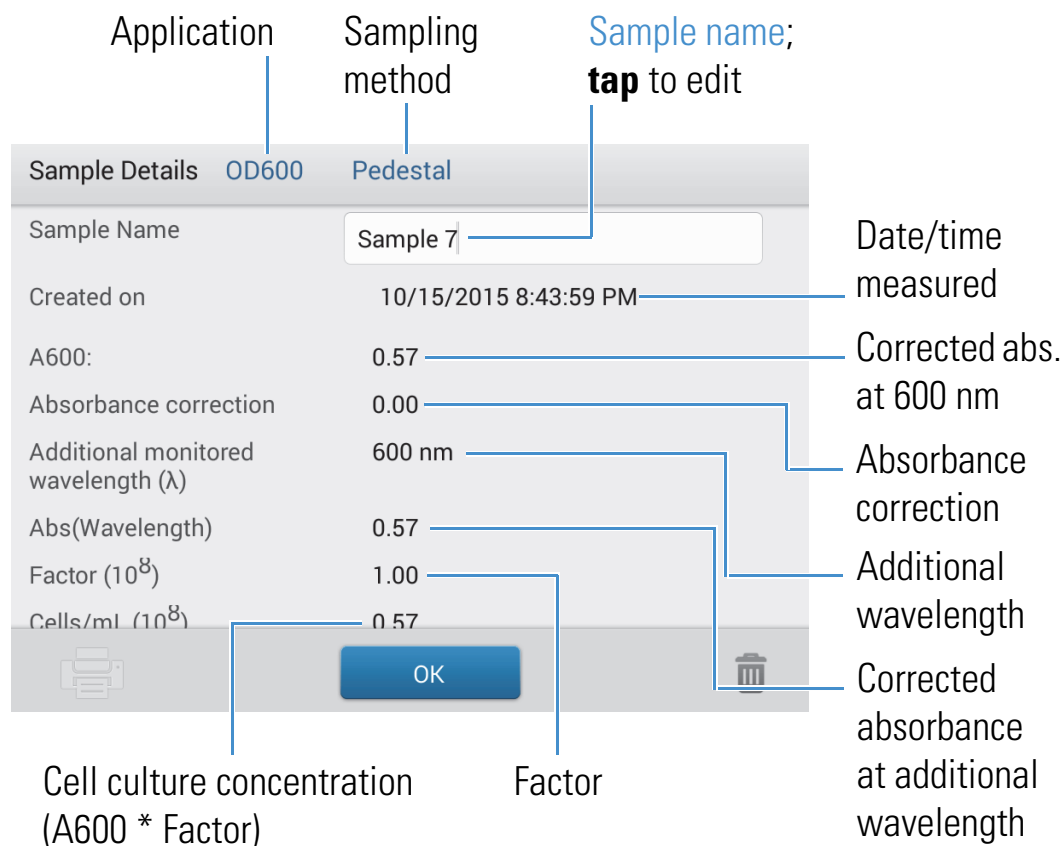 Application
Sampling
method
Sample name;
tap to edit
Sample Details OD600 Pedestal
Sample Name
Sample 7
Created on
10/15/2015 8:43:59 PM
Date/time
measured
A600:
0.57
Corrected abs.
at 600 nm
Absorbance correction
0.00
Absorbance
correction
Additional monitored
wavelength (λ)
600 nm
Additional
wavelength
Abs(Wavelength)
0.57
Corrected
absorbance
at additional
wavelength
Factor (10⁸)
1.00
Cells/mL (10⁸)
0.57
OK
Cell culture concentration
(A600 * Factor)
Factor